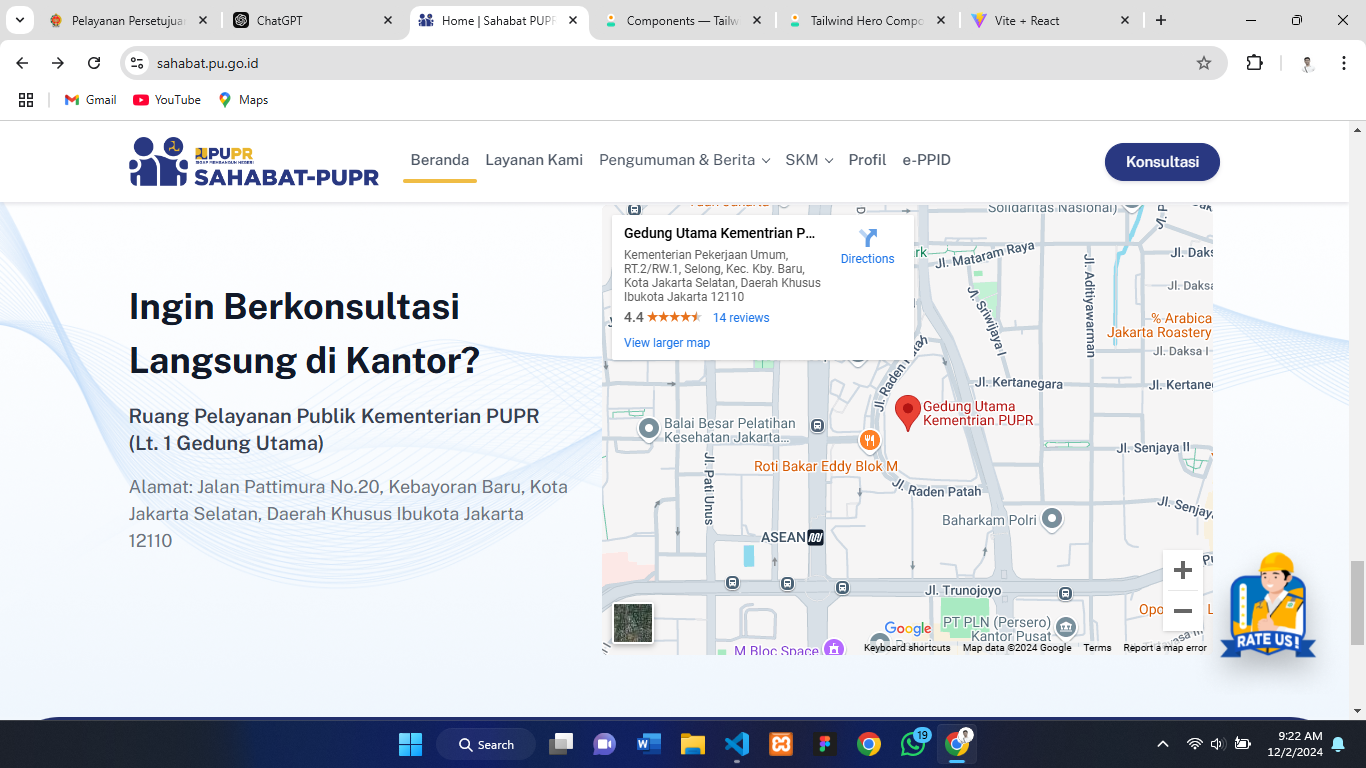 Pelayanan Persetujuan
ChatGPT
Home | Sahabat PUPR
Components — Tailw
Tailwind Hero Compo
Vite + React
sahabat.pu.go.id
Gmail
YouTube
Maps
PUPR
SIGAP MEMBANGUN NEGERI
SAHABAT-PUPR
Beranda
Layanan Kami
Pengumuman & Berita
SKM
Profil
e-PPID
Konsultasi
Ingin Berkonsultasi
Langsung di Kantor?
Ruang Pelayanan Publik Kementerian PUPR
(Lt. 1 Gedung Utama)
Alamat: Jalan Pattimura No.20, Kebayoran Baru, Kota
Jakarta Selatan, Daerah Khusus Ibukota Jakarta
12110
Gedung Utama Kementrian P...
Kementerian Pekerjaan Umum,
RT.2/RW.1, Selong, Kec. Kby. Baru,
Kota Jakarta Selatan, Daerah Khusus
Ibukota Jakarta 12110
4.4
14 reviews
View larger map
Directions
Solidaritas Nasional)
Jl. Mataram Raya
Jl. Daks
Jl. Adityawarman
Jl. Daksa
Jl. Sriwijaya I
% Arabica
Jakarta Roastery
Jl. Daksa I
Jl. Raden Patah
Jl. Kertanegara
Jl. Kertane
Gedung Utama
Kementrian PUPR
Balai Besar Pelatihan
Kesehatan Jakarta...
Jl. Senjaya II
Roti Bakar Eddy Blok M
Jl. Pati Unus
Jl. Raden Patah
Jl. Senjay
Baharkam Polri
ASEAN
Jl. Trunojoyo
PT PLN (Persero)
Kantor Pusat
M Bloc Space
Google
Keyboard shortcuts
Map data ©2024 Google
Terms
Report a map error
RATE US!
Search
19
9:22 AM
12/2/2024